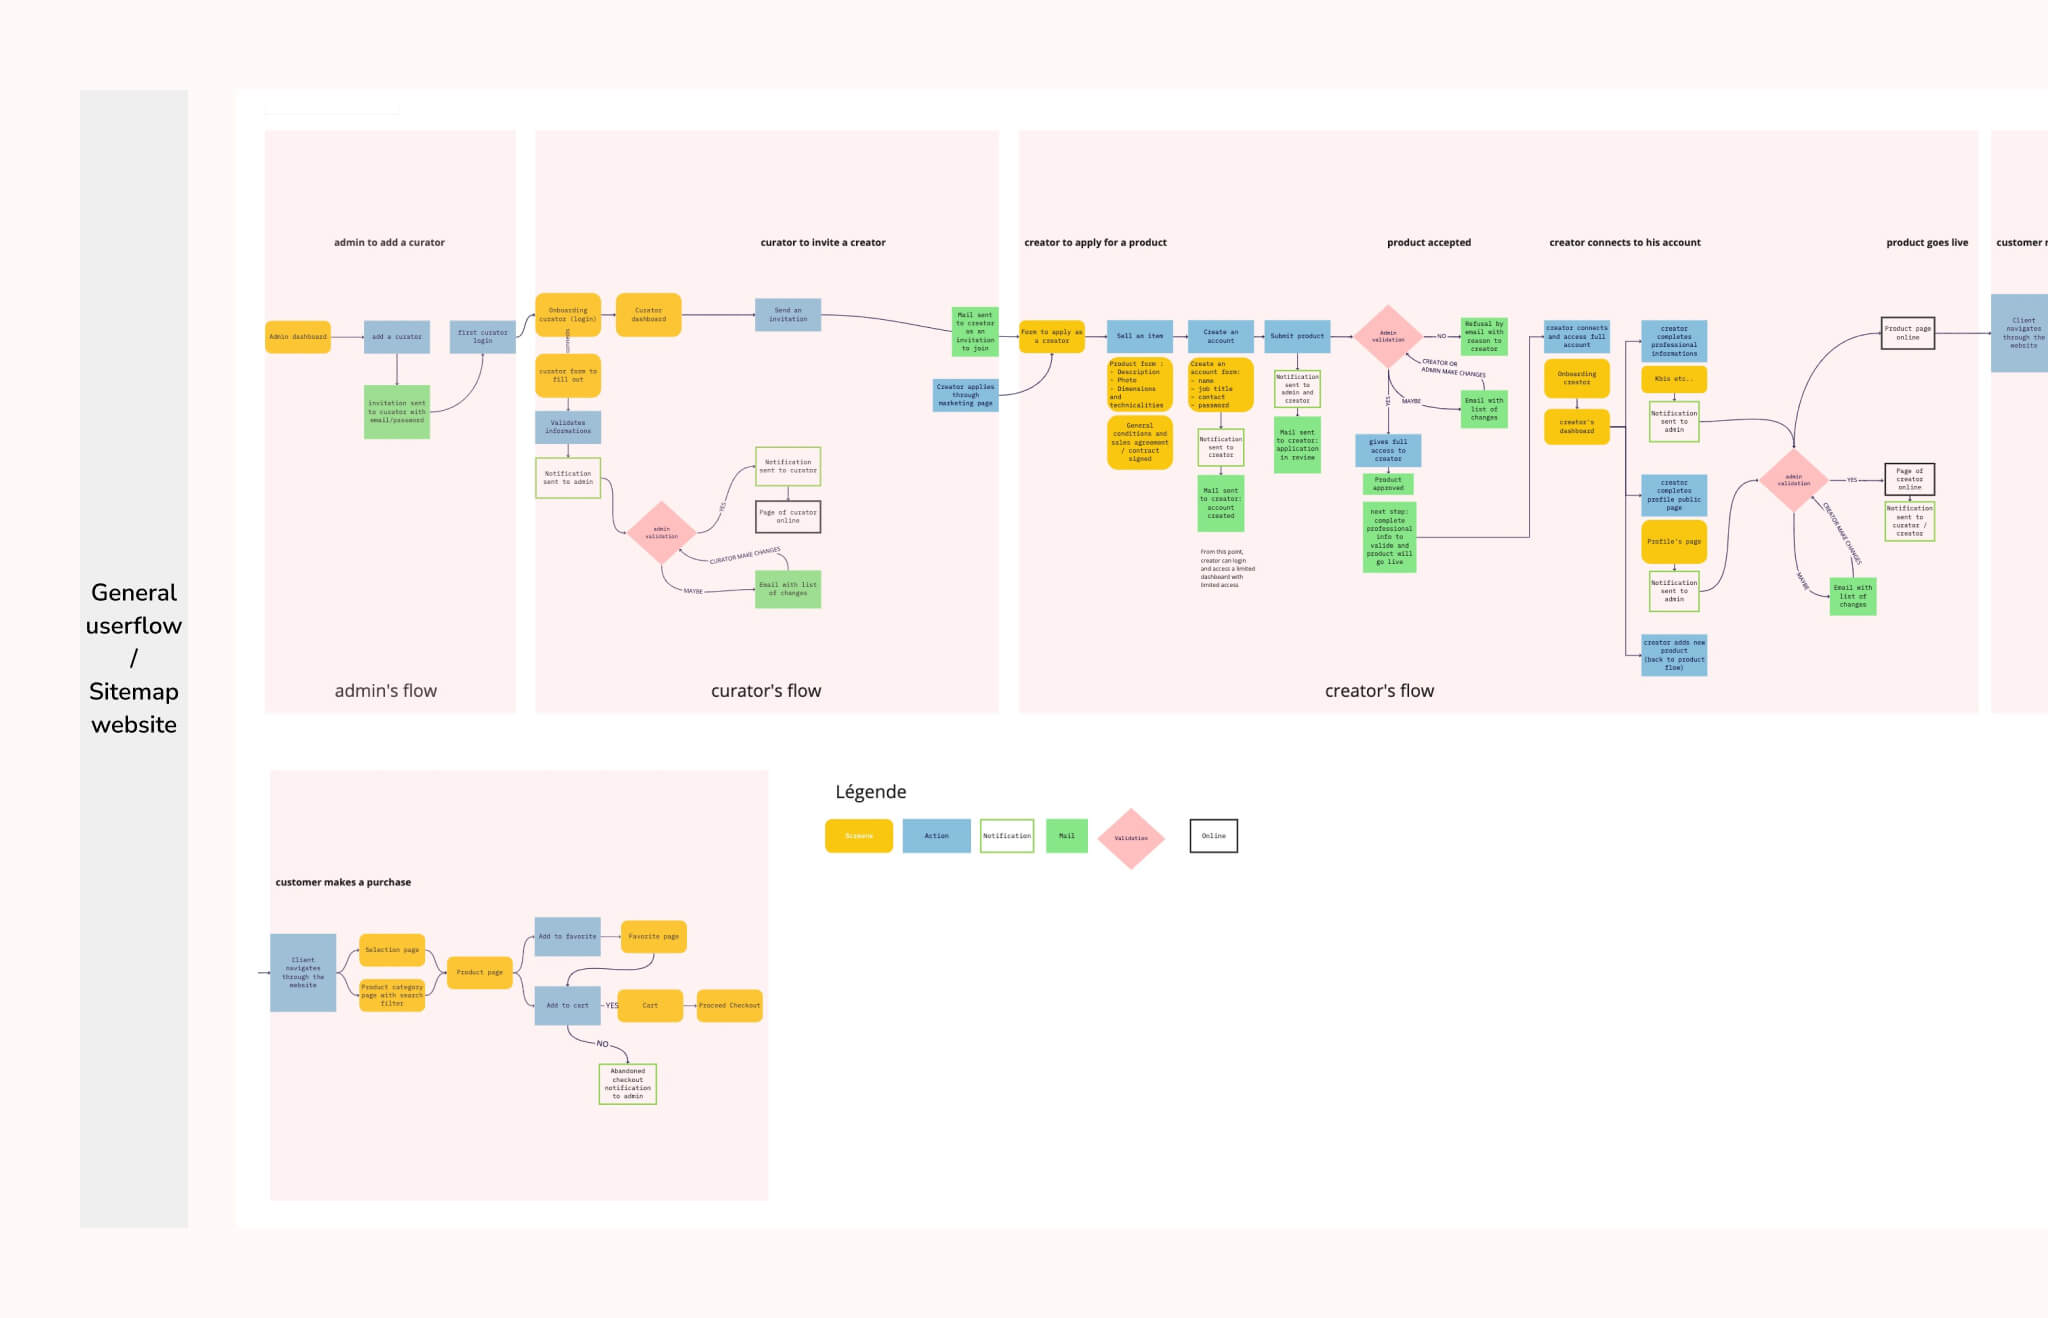 General
userflow
/
Sitemap
website
admin to add a curator
Admin dashboard
add a curator
first curator
login
invitation sent
to curator with
email/password
admin's flow
curator to invite a creator
Onboarding
curator (login)
Curator
dashboard
Send an
invitation
Mail sent
to creator
as an
invitation
to join
curator form to
fill out
Creator applies
through
marketing page
Validates
informations
Notification
sent to admin
Notification
sent to curator
YES
Page of curator
online
admin
validation
CURATOR MAKE CHANGES
MAYBE
Email with list
of changes
curator's flow
creator to apply for a product
product accepted
creator connects to his account
product goes live
Form to apply as
a creator
Sell an item
Create an
account
Submit product
Admin
validation
NO
Refusal by
email with
reason to
creator
Product form :
- Description
- Photo
- Dimensions
and
technicalities
Create an
account form:
- name
- job title
- contact
- password
Notification
sent to
admin and
creator
CREATOR OR
ADMIN MAKE CHANGES
YES
MAYBE
Email with
list of
changes
General
conditions and
sales agreement
/ contract
signed
Notification
sent to
creator
Mail sent
to creator:
application
in review
gives full
access to
creator
Mail sent
to creator:
account
created
Product
approved
next stop:
complete
professional
info to
valide and
product will
go live
From this point,
creator can login
and access a limited
dashboard with
limited access
creator connects
and access full
account
Onboarding
creator
creator's
dashboard
creator
completes
professional
informations
Kbis etc..
Notification
sent to
admin
creator
completes
profile public
page
Profile's page
Notification
sent to
admin
creator adds new
product
(back to product
flow)
Product page
online
admin
validation
YES
Page of
creator
online
Notification
sent to
curator /
creator
CREATOR MAKE CHANGES
MAYBE
Email with
list of
changes
creator's flow
customer
Client
navigates
through the
website
customer makes a purchase
Client
navigates
through the
website
Selection page
Product category
page with search
filter
Product page
Add to favorite
Favorite page
Add to cart
YES
Cart
Proceed Checkout
NO
Abandoned
checkout
notification
to admin
Légende
Screens
Action
Notification
Mail
Validation
Online